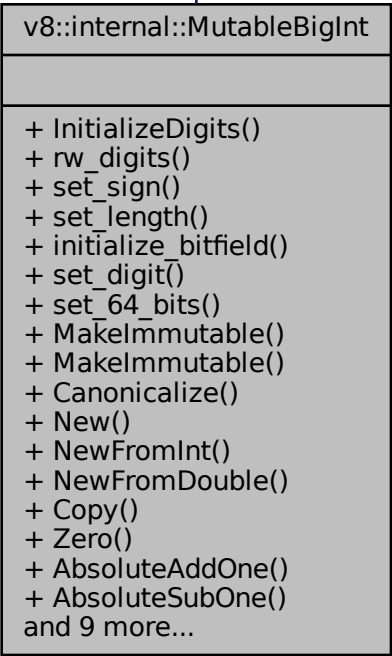 v8::internal::MutableBigInt
+ InitializeDigits()
+ rw_digits()
+ set_sign()
+ set_length()
+ initialize_bitfield()
+ set_digit()
+ set_64_bits()
+ MakeImmutable()
+ MakeImmutable()
+ Canonicalize()
+ New()
+ NewFromInt()
+ NewFromDouble()
+ Copy()
+ Zero()
+ AbsoluteAddOne()
+ AbsoluteSubOne()
and 9 more...